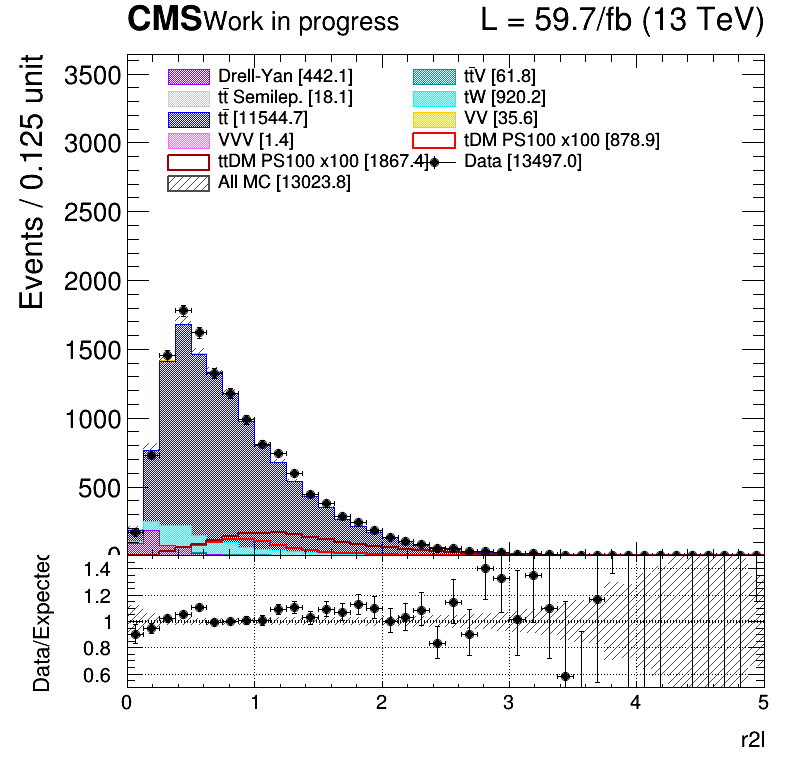 CMS Work in progress L = 59.7/fb (13 TeV)
Events / 0.125 unit
3500
3000
2500
2000
1500
1000
500
0
Drell-Yan [442.1]
tt̄ Semilep. [18.1]
tt̄ [11544.7]
VVV [1.4]
ttDM PS100 x100 [1867.4]
All MC [13023.8]
tt̄V [61.8]
tW [920.2]
VV [35.6]
tDM PS100 x100 [878.9]
Data [13497.0]
Data/Expected
1.4
1.2
1
0.8
0.6
0 1 2 3 4 5
r2l